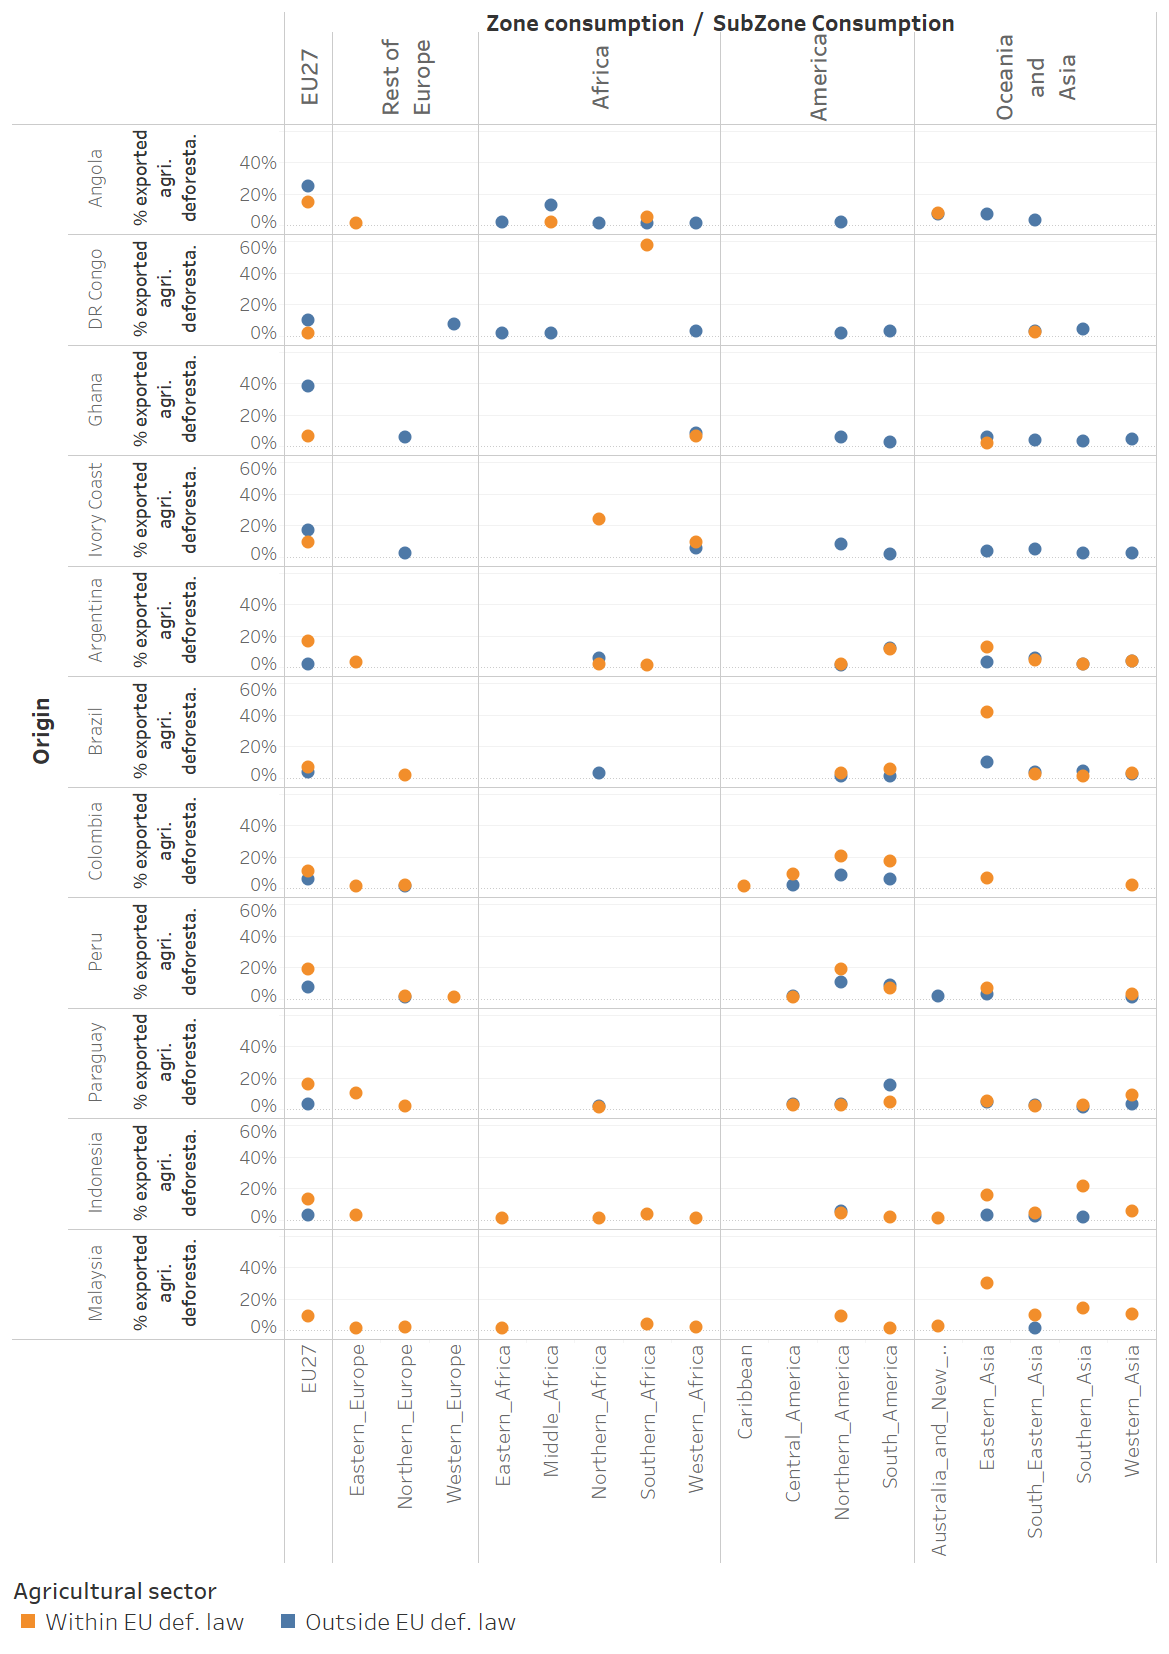 Zone consumption / SubZone Consumption
EU27
Rest of
Europe
Africa
America
Oceania
and
Asia
Origin
Angola
% exported
agri.
deforesta.
40%
20%
0%
DR Congo
% exported
agri.
deforesta.
60%
40%
20%
0%
Ghana
% exported
agri.
deforesta.
40%
20%
0%
Ivory Coast
% exported
agri.
deforesta.
60%
40%
20%
0%
Argentina
% exported
agri.
deforesta.
40%
20%
0%
Brazil
% exported
agri.
deforesta.
60%
40%
20%
0%
Colombia
% exported
agri.
deforesta.
40%
20%
0%
Peru
% exported
agri.
deforesta.
60%
40%
20%
0%
Paraguay
% exported
agri.
deforesta.
40%
20%
0%
Indonesia
% exported
agri.
deforesta.
60%
40%
20%
0%
Malaysia
% exported
agri.
deforesta.
40%
20%
0%
EU27
Eastern_Europe
Northern_Europe
Western_Europe
Eastern_Africa
Middle_Africa
Northern_Africa
Southern_Africa
Western_Africa
Caribbean
Central_America
Northern_America
South_America
Australia_and_New_..
Eastern_Asia
South_Eastern_Asia
Southern_Asia
Western_Asia
Agricultural sector
Within EU def. law
Outside EU def. law